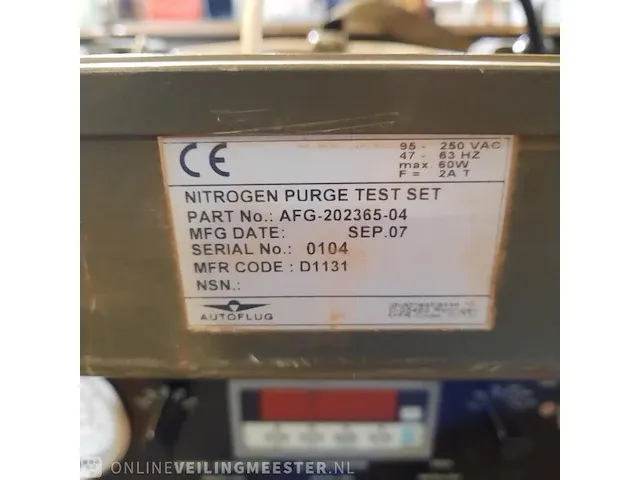 CE
95 - 250 VAC
47 - 63 HZ
max. 60W
F = 2A T
NITROGEN PURGE TEST SET
PART No.: AFG-202365-04
MFG DATE: SEP.07
SERIAL No.: 0104
MFR CODE : D1131
NSN.:
AUTOFLUG
ONLINEVEILINGMEESTER.NL